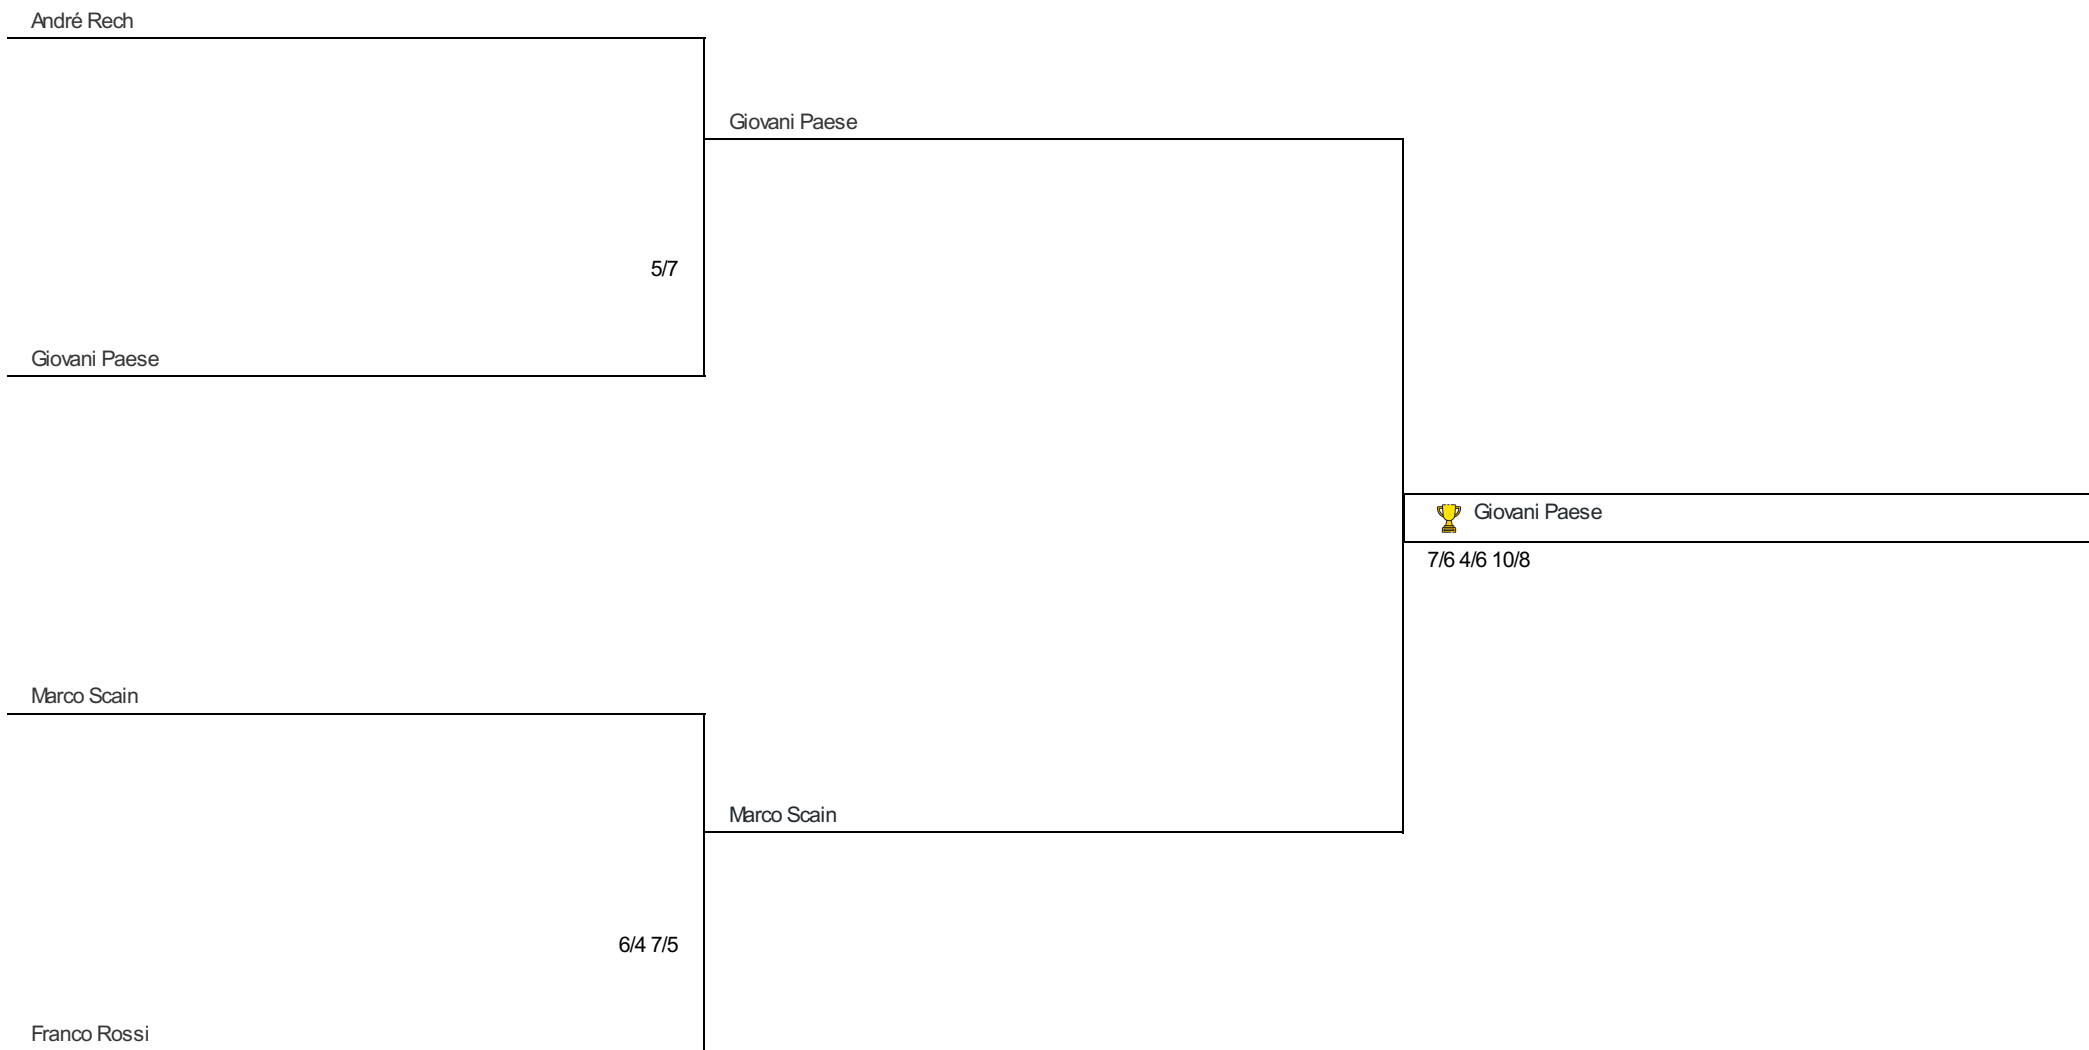 André Rech
Giovani Paese
5/7
Giovani Paese
Giovani Paese
7/6 4/6 10/8
Marco Scain
Marco Scain
6/4 7/5
Franco Rossi